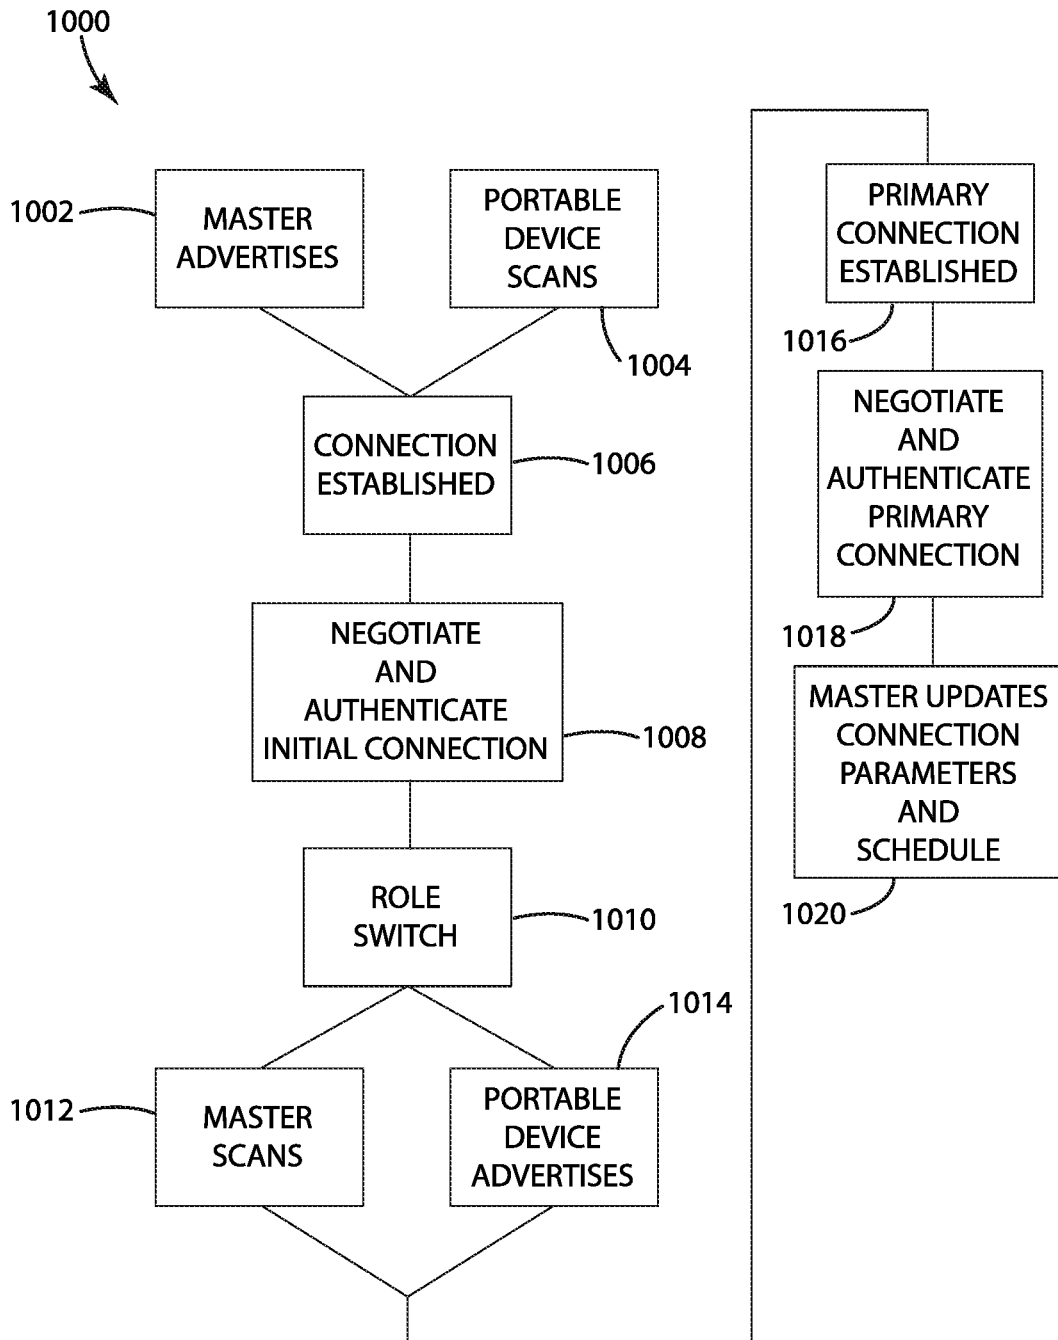 1000
1002
MASTER
ADVERTISES
PORTABLE
DEVICE
SCANS
1004
CONNECTION
ESTABLISHED
1006
NEGOTIATE
AND
AUTHENTICATE
INITIAL CONNECTION
1008
ROLE
SWITCH
1010
1012
MASTER
SCANS
1014
PORTABLE
DEVICE
ADVERTISES
PRIMARY
CONNECTION
ESTABLISHED
1016
NEGOTIATE
AND
AUTHENTICATE
PRIMARY
CONNECTION
1018
MASTER UPDATES
CONNECTION
PARAMETERS
AND
SCHEDULE
1020